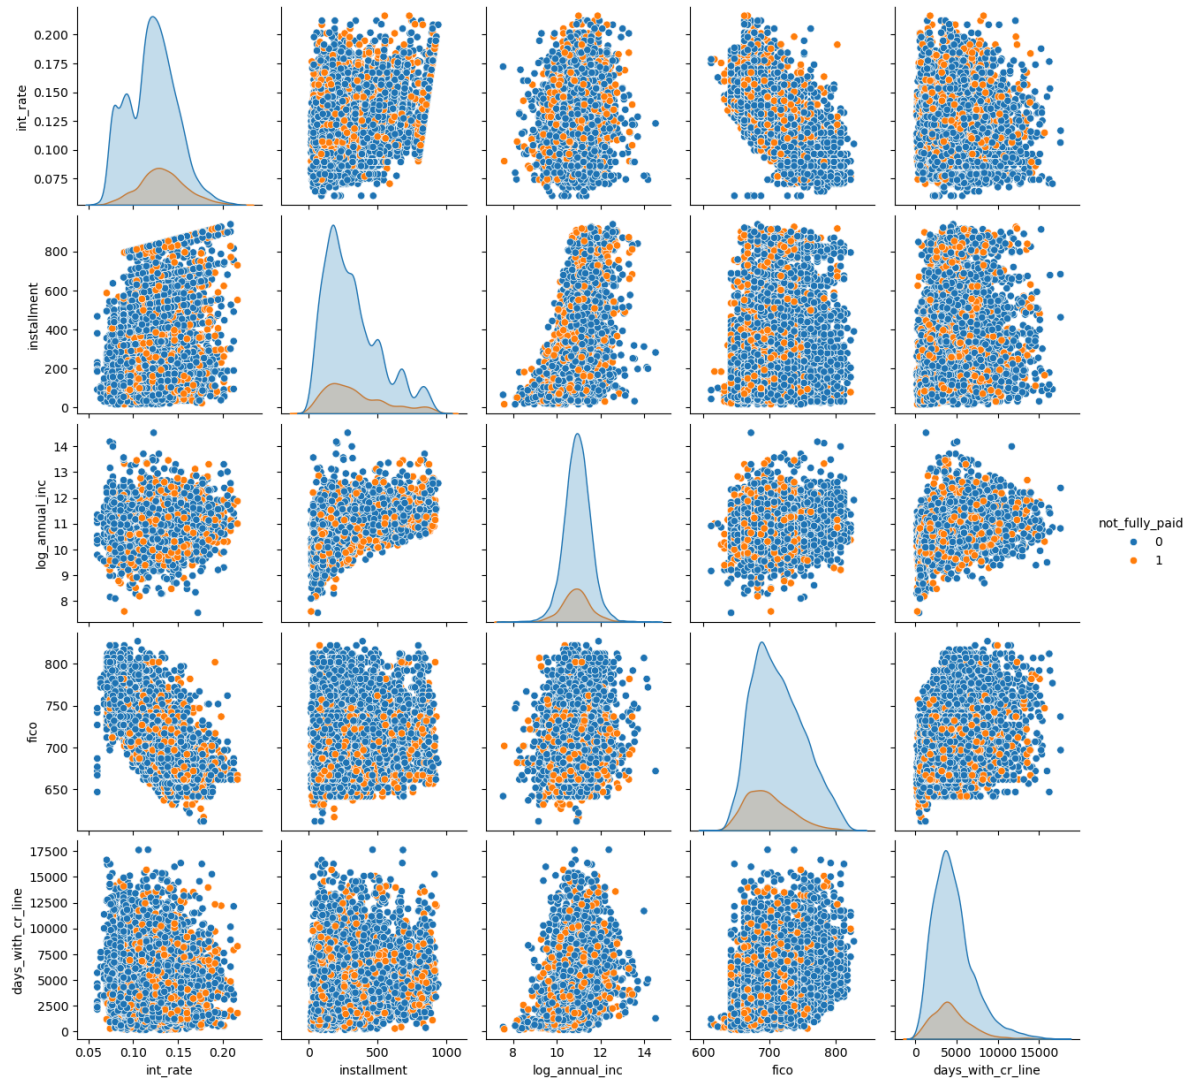 0.200
0.175
0.150
0.125
0.100
0.075
int_rate
800
600
400
200
0
installment
14
13
12
11
10
9
8
log_annual_inc
not_fully_paid
0
1
800
750
700
650
fico
17500
15000
12500
10000
7500
5000
2500
0
days_with_cr_line
0.05 0.10 0.15 0.20
int_rate
0 500 1000
installment
8 10 12 14
log_annual_inc
600 700 800
fico
0 5000 10000 15000
days_with_cr_line